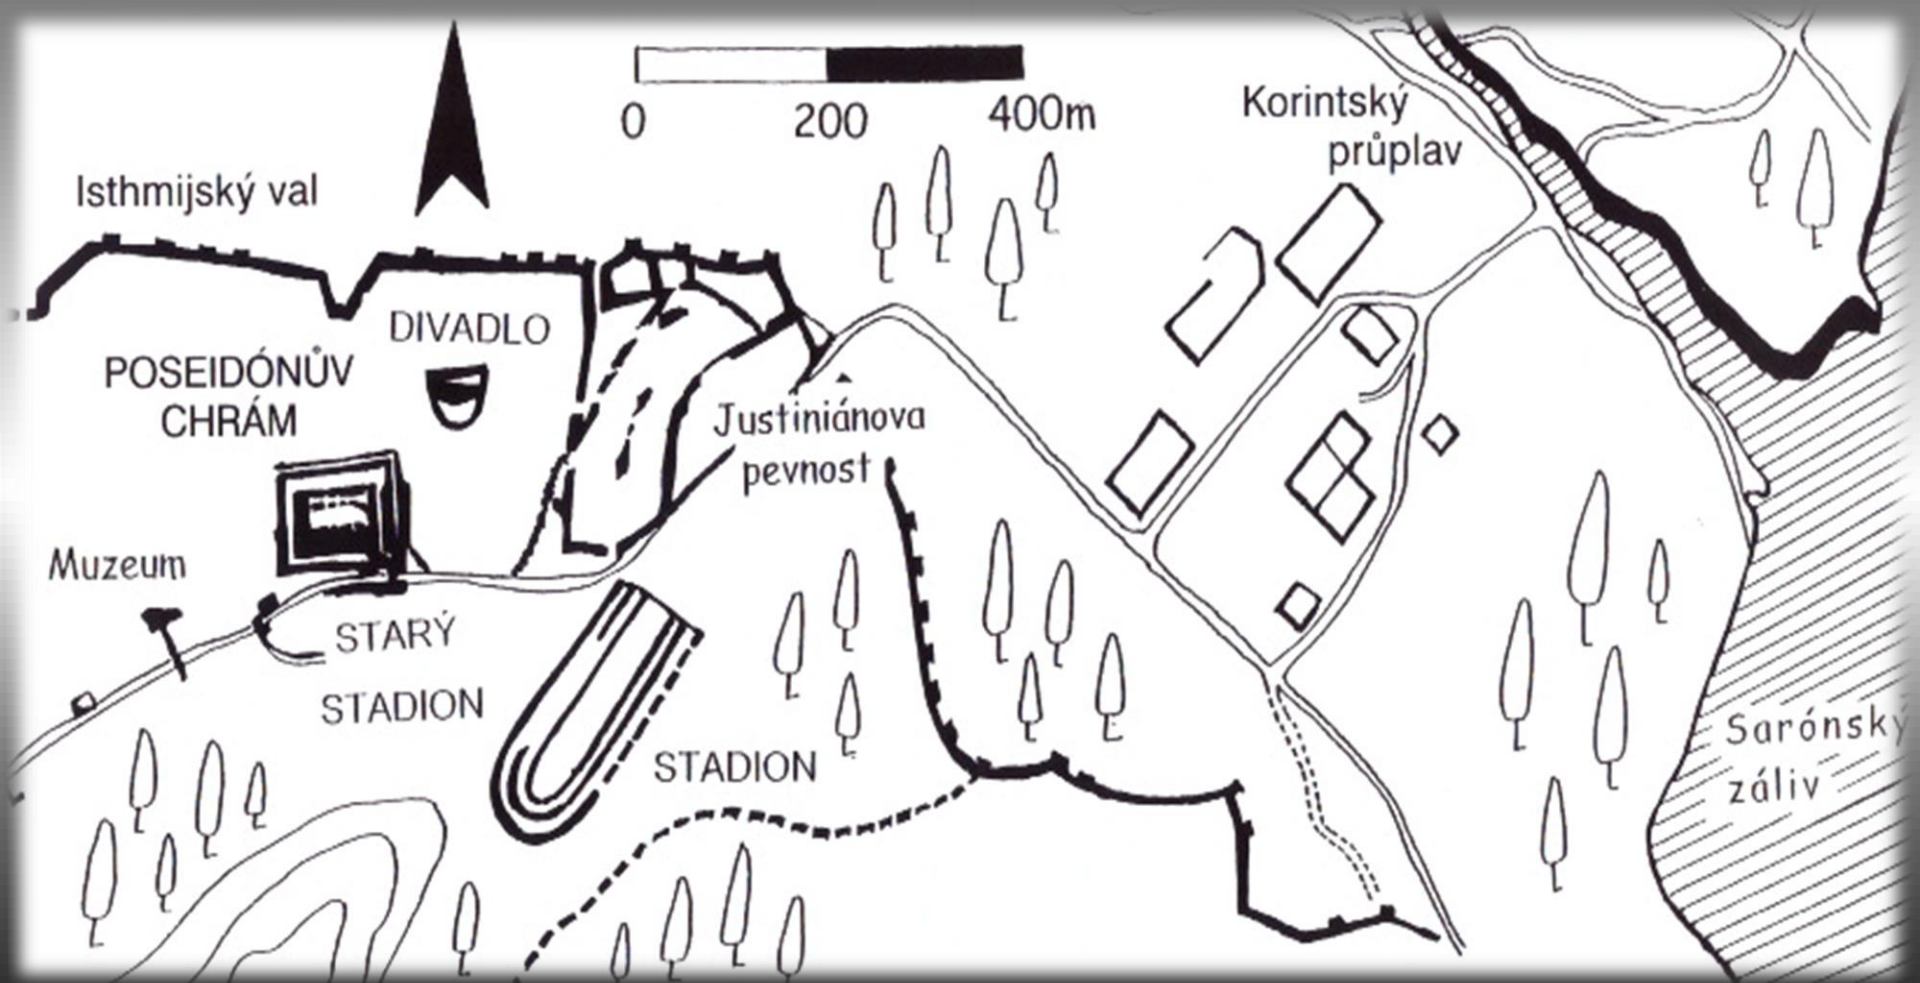 0 200 400m
Korintský
průplav
Isthmijský val
DIVADLO
POSEIDÓNŮV
CHRÁM
Justiniánova
pevnost
Muzeum
STARÝ
STADION
STADION
Sarónský
záliv